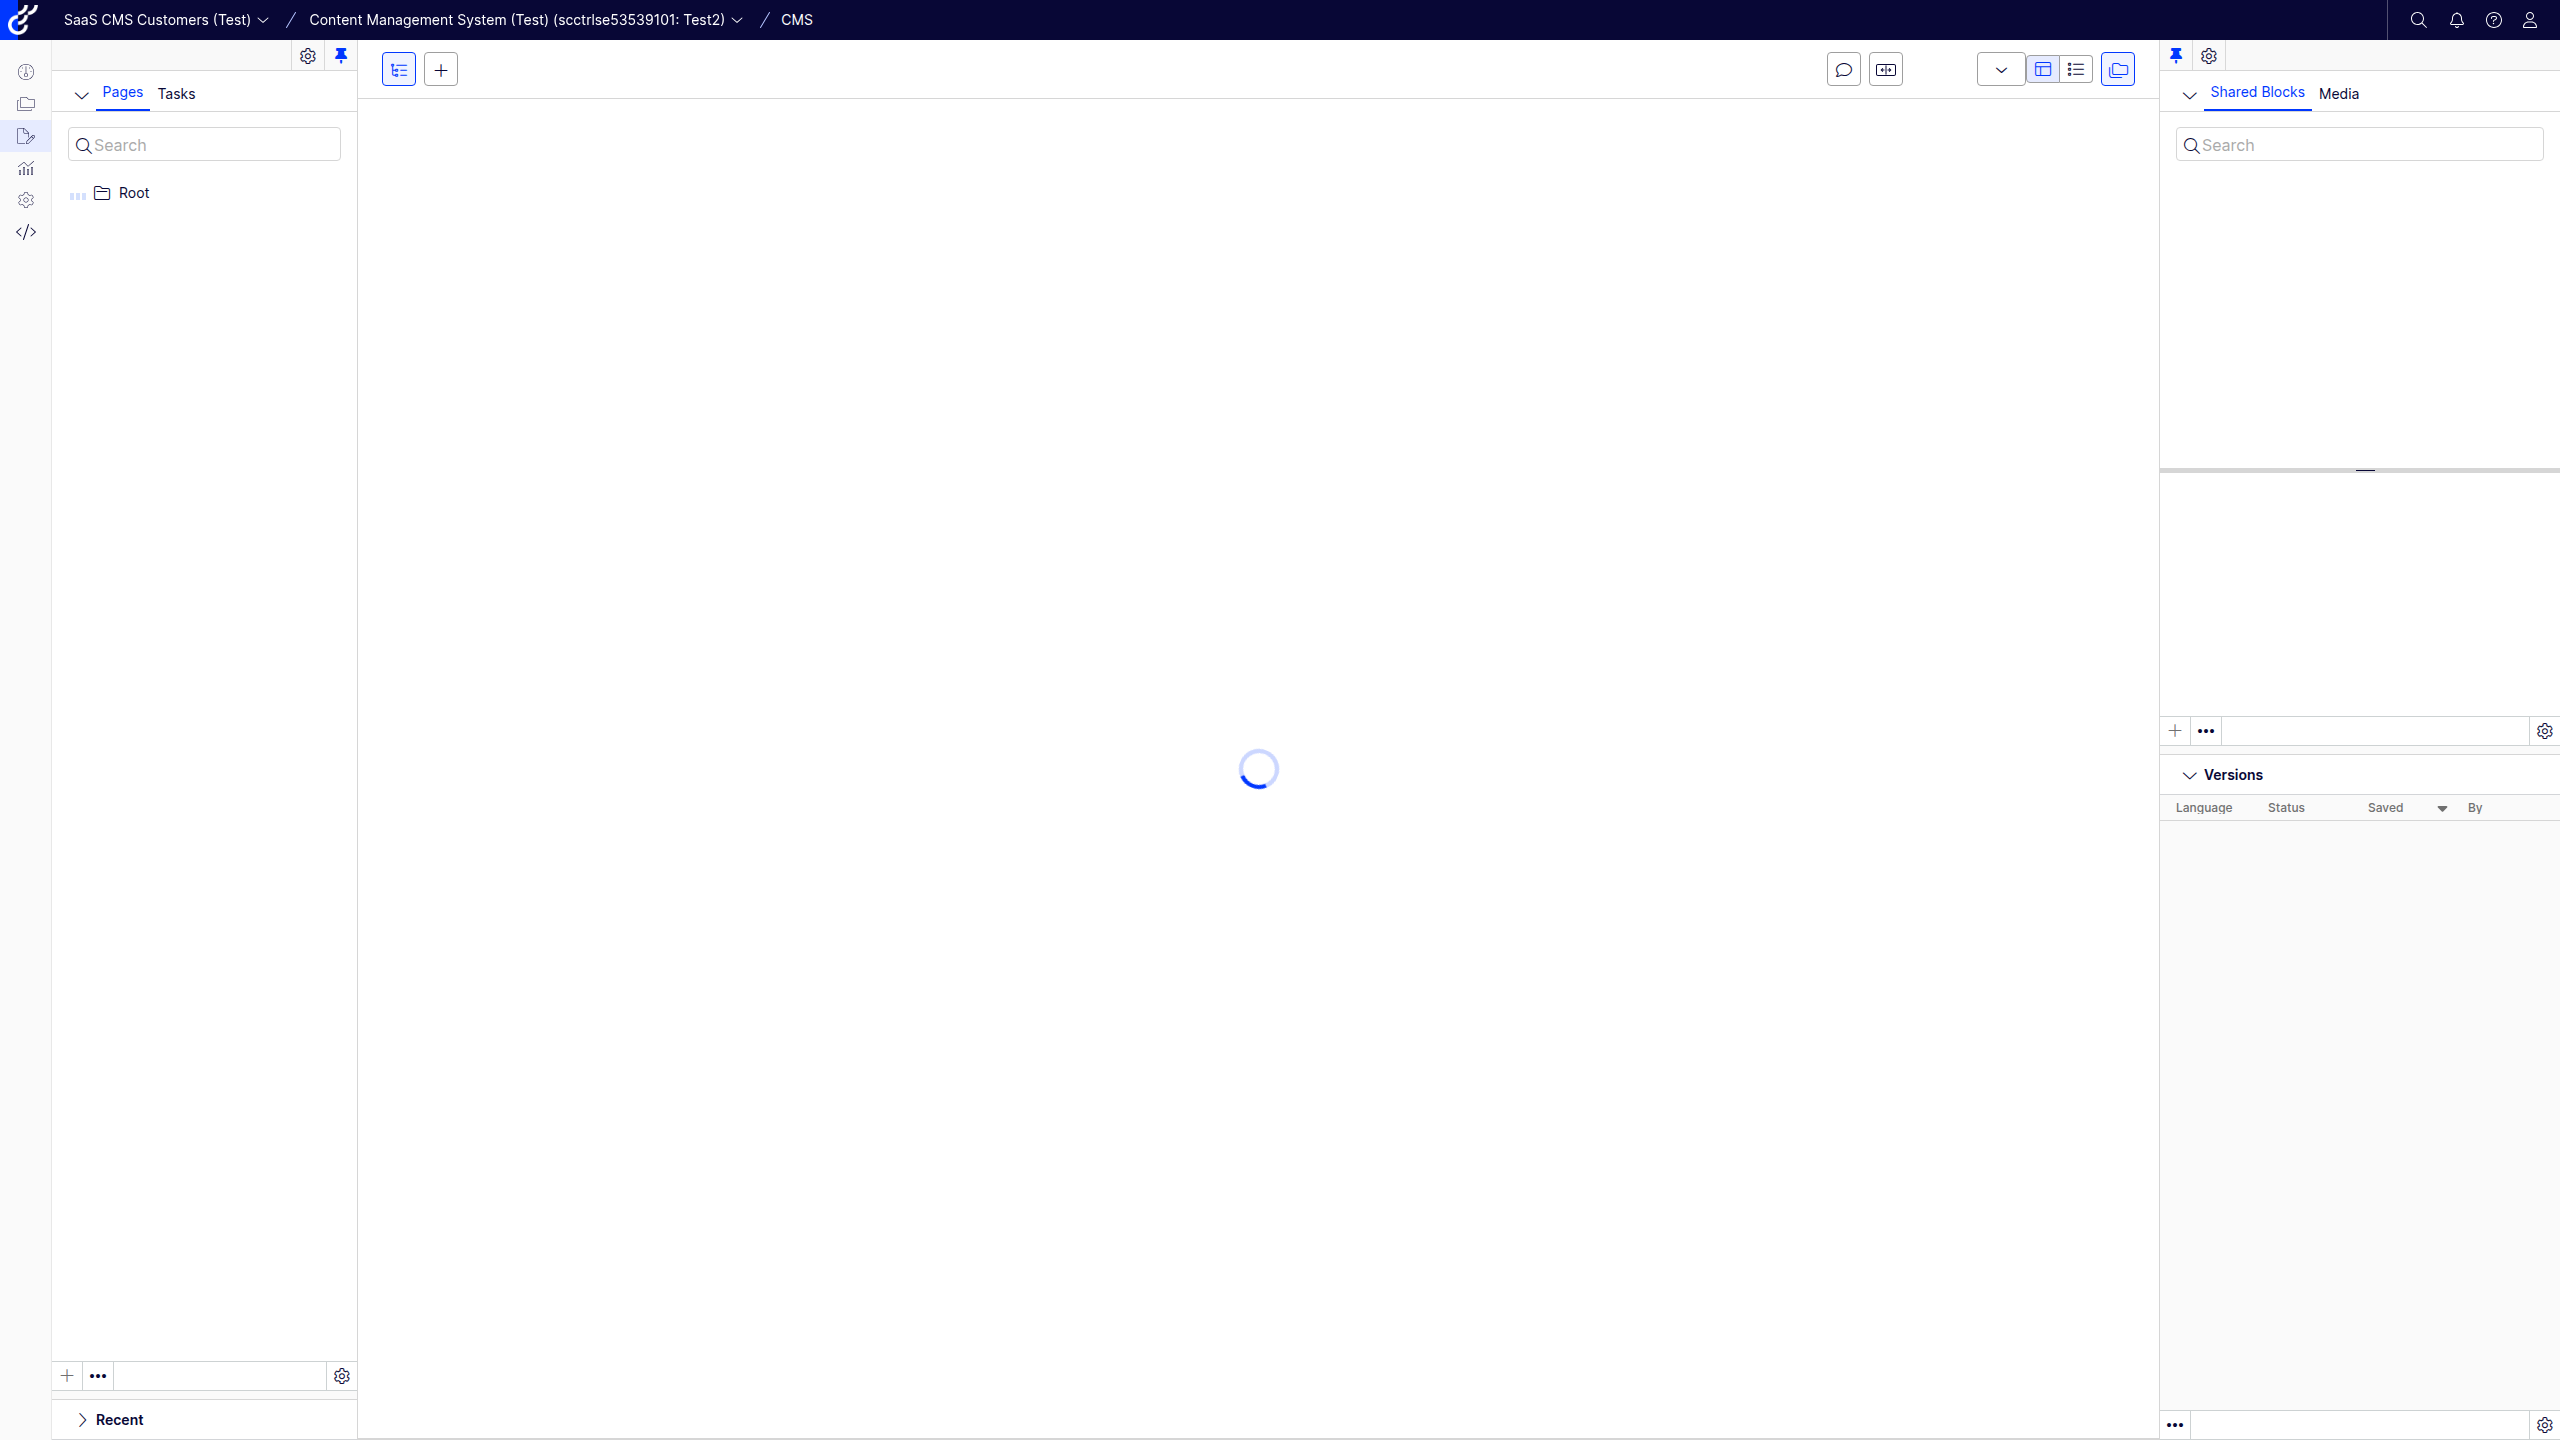 SaaS CMS Customers (Test) / Content Management System (Test) (scctrlse53539101: Test2) / CMS
Pages Tasks
Search
Root
Recent
Shared Blocks Media
Search
Versions
Language Status Saved By